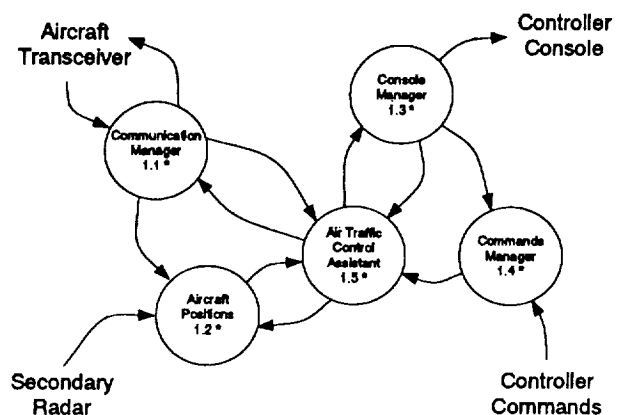 Aircraft
Transceiver
Controller
Console
Console
Manager
1.3 *
Communication
Manager
1.1 *
Air Traffic
Control
Assistant
1.5 *
Commands
Manager
1.4 *
Aircraft
Positions
1.2 *
Secondary
Radar
Controller
Commands